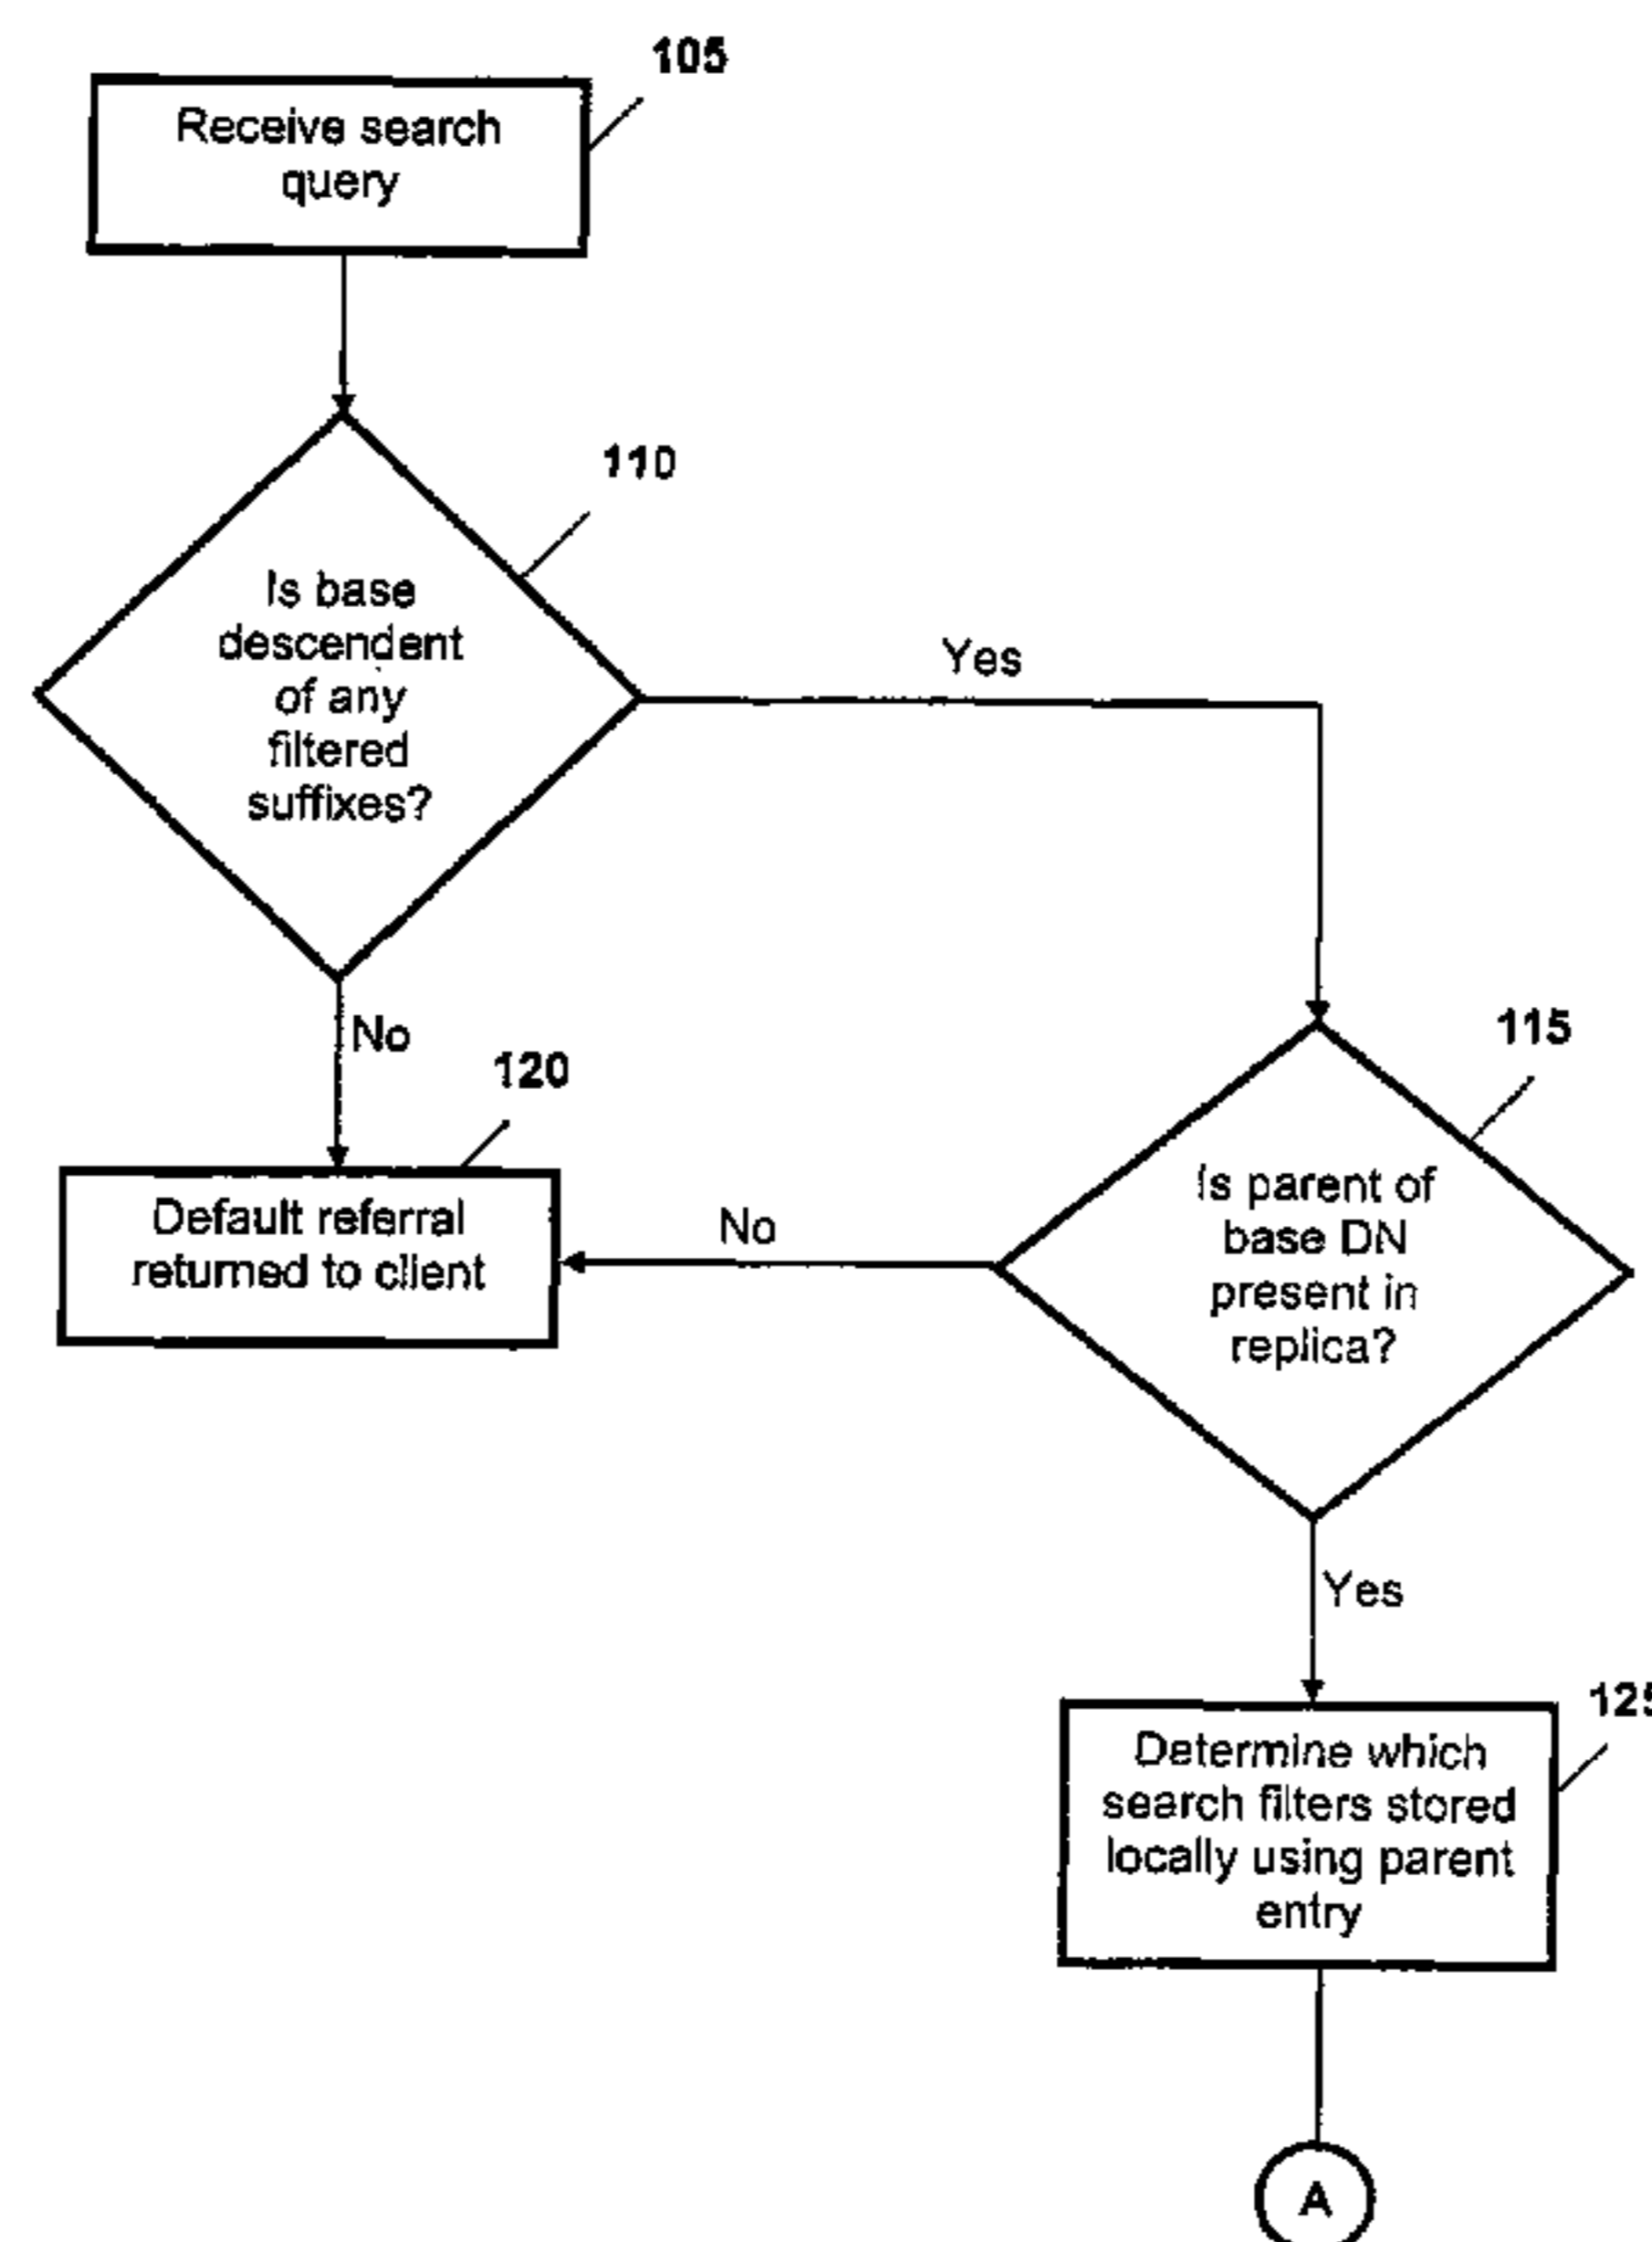 105
Receive search
query
110
Is base
descendent
of any
filtered
suffixes?
Yes
No
115
120
Default referral
returned to client
No
Is parent of
base DN
present in
replica?
Yes
125
Determine which
search filters stored
locally using parent
entry
A